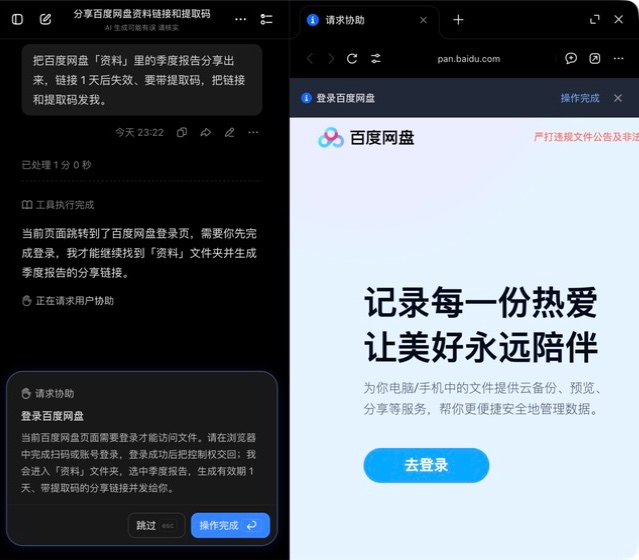 分享百度网盘资料链接和提取码
AI 生成可能有误 请核实
把百度网盘「资料」里的季度报告分享出
来，链接 1 天后失效、要带提取码，把链接
和提取码发我。
今天 23:22
已处理 1 分 0 秒
工具执行完成
当前页面跳转到了百度网盘登录页，需要你先完
成登录，我才能继续找到「资料」文件夹并生成
季度报告的分享链接。
正在请求用户协助
请求协助
登录百度网盘
当前百度网盘页面需要登录才能访问文件。请在浏览器
中完成扫码或账号登录，登录成功后把控制权交回；我
会进入「资料」文件夹，选中季度报告，生成有效期 1
天、带提取码的分享链接并发给你。
跳过 esc
操作完成
请求协助
pan.baidu.com
登录百度网盘
操作完成
百度网盘
严打违规文件公告及非法
记录每一份热爱
让美好永远陪伴
为你电脑/手机中的文件提供云备份、预览、
分享等服务，帮你更便捷安全地管理数据。
去登录